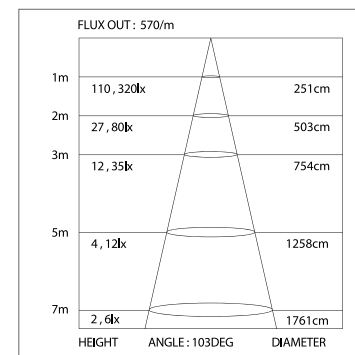 FLUX OUT : 570/m
1m
110 , 320lx 251cm
2m
27 , 80lx 503cm
3m
12 , 35lx 754cm
5m
4 , 12lx 1258cm
7m
2 , 6lx 1761cm
HEIGHT ANGLE : 103DEG DIAMETER